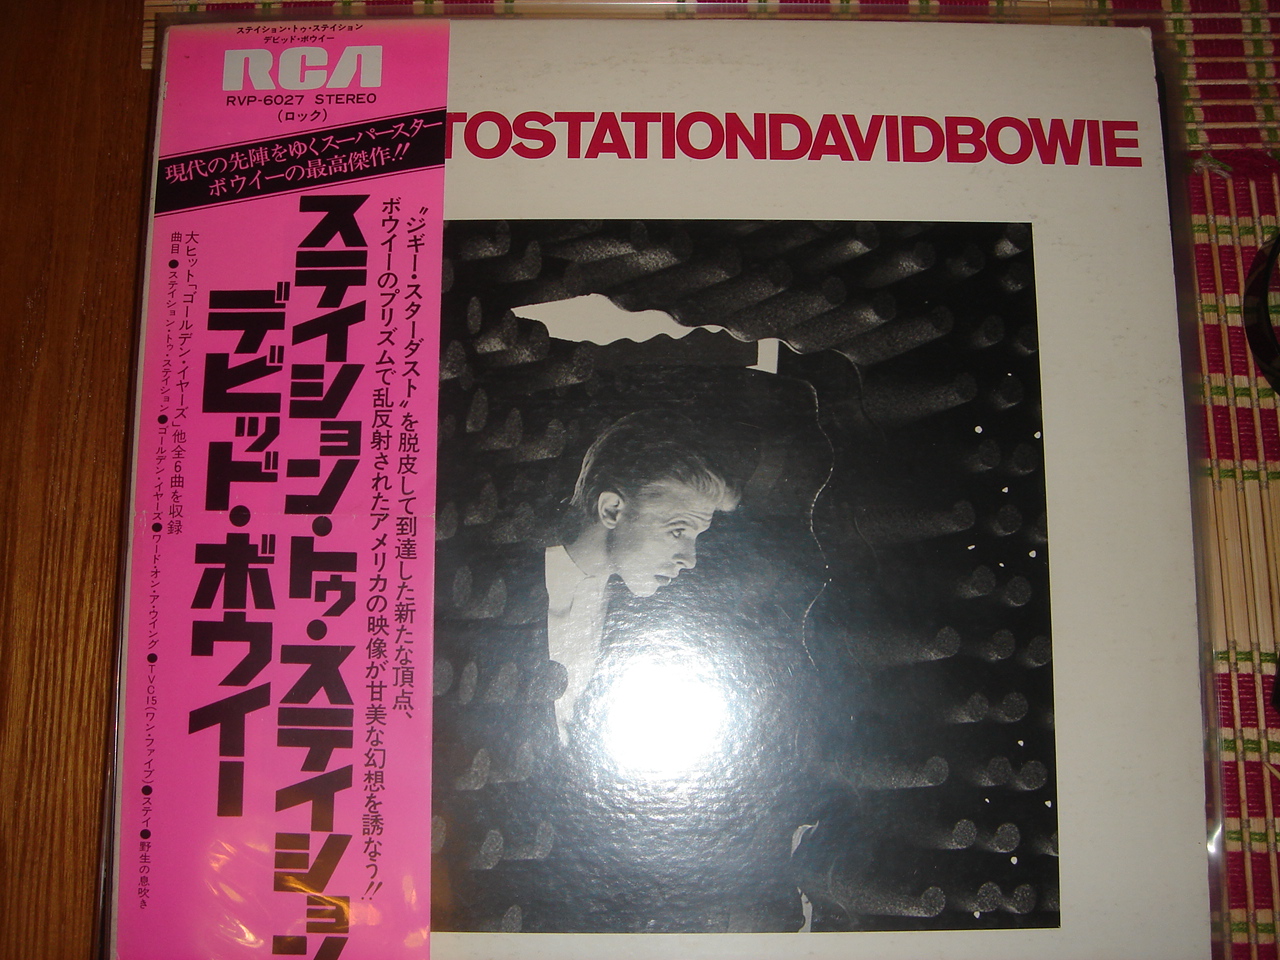 ステイション・トゥ・ステイション
デビッド・ボウイー
RCA
RVP-6027 STEREO
(ロック)
現代の先陣をゆくスーパースター
ボウイーの最高傑作!!
TOSTATIONDAVIDBOWIE
〝ジギー・スターダスト〟を脱皮して到達した新たな頂点、
ボウイーのプリズムで乱反射されたアメリカの映像が甘美な幻想を誘なう!!
ステイション・トゥ・ステイション
デビッド・ボウイー
大ヒット「ゴールデン・イヤーズ」他全6曲を収録
曲目●ステイション・トゥ・ステイション●ゴールデン・イヤーズ●ワード・オン・ア・ウイング●TVC15(ワン・ファイブ)●ステイ●野生の息吹き